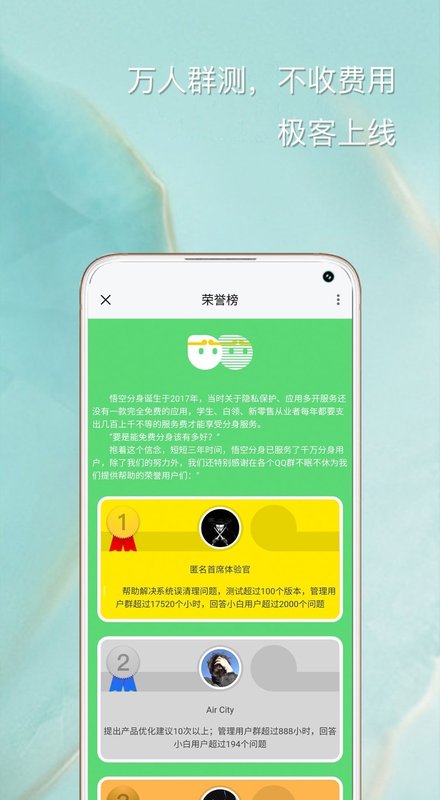 万人群测，不收费用
极客上线
荣誉榜
悟空分身诞生于2017年，当时关于隐私保护、应用多开服务还
没有一款完全免费的应用，学生、白领、新零售从业者每年都要支
出几百上千不等的服务费才能享受分身服务。
“要是能免费分身该有多好？”
抱着这个信念，短短三年时间，悟空分身已服务了千万分身用
户，除了我们的努力外，我们还特别感谢在各个QQ群不眠不休为我
们提供帮助的荣誉用户们：”
1
匿名首席体验官
帮助解决系统误清理问题，测试超过100个版本，管理用
户群超过17520个小时，回答小白用户超过2000个问题
2
Air City
提出产品优化建议10次以上；管理用户群超过888小时，回答
小白用户超过194个问题